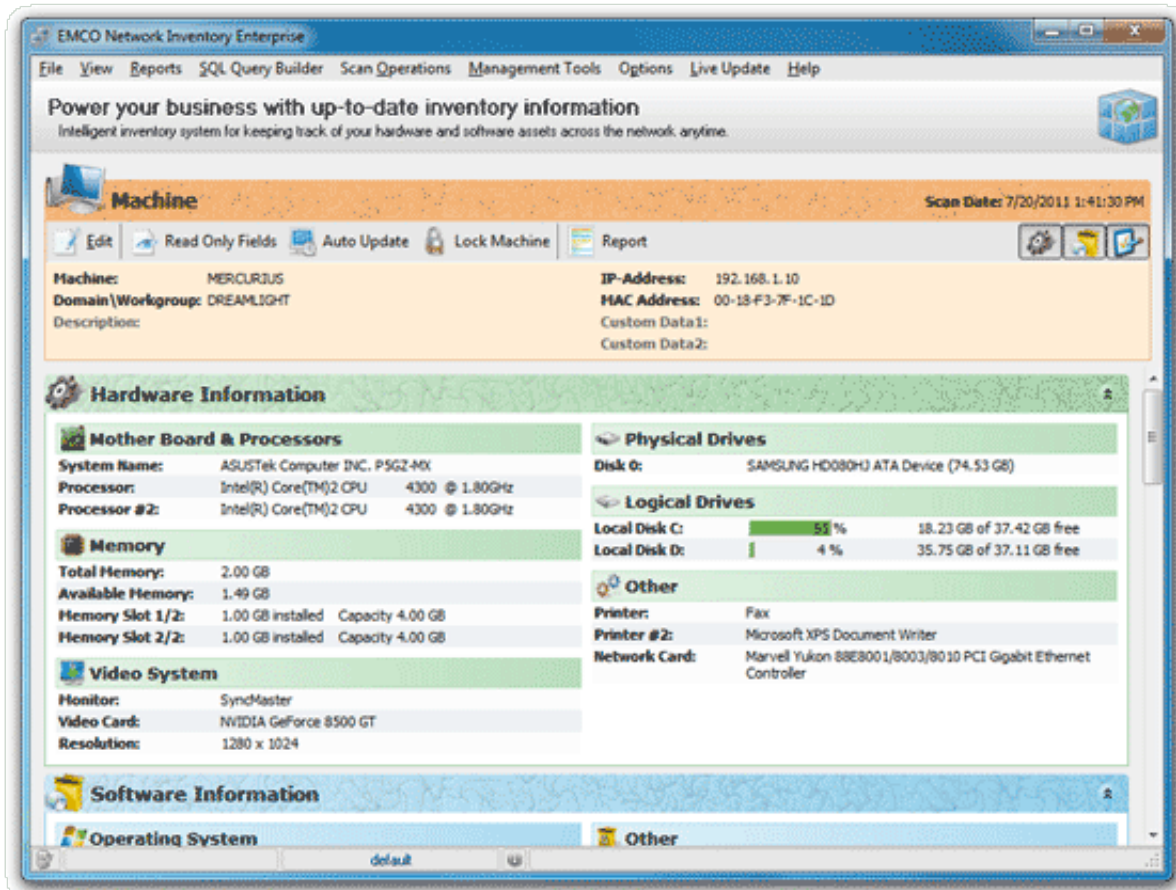 EMCO Network Inventory Enterprise
File View Reports SQL Query Builder Scan Operations Management Tools Options Live Update Help
Power your business with up-to-date inventory information
Intelligent inventory system for keeping track of your hardware and software assets across the network anytime.
Machine
Scan Date: 7/20/2011 1:41:30 PM
Edit Read Only Fields Auto Update Lock Machine Report
Machine: MERCURIUS
Domain\Workgroup: DREAMLIGHT
Description:
IP-Address: 192.168.1.10
MAC Address: 00-18-F3-7F-1C-1D
Custom Data1:
Custom Data2:
Hardware Information
Mother Board & Processors
System Name: ASUSTek Computer INC. P5GZ-MX
Processor: Intel(R) Core(TM)2 CPU 4300 @ 1.80GHz
Processor #2: Intel(R) Core(TM)2 CPU 4300 @ 1.80GHz
Memory
Total Memory: 2.00 GB
Available Memory: 1.49 GB
Memory Slot 1/2: 1.00 GB installed Capacity 4.00 GB
Memory Slot 2/2: 1.00 GB installed Capacity 4.00 GB
Video System
Monitor: SyncMaster
Video Card: NVIDIA GeForce 8500 GT
Resolution: 1280 x 1024
Physical Drives
Disk 0: SAMSUNG HD080HJ ATA Device (74.53 GB)
Logical Drives
Local Disk C: 55 % 18.23 GB of 37.42 GB free
Local Disk D: 4 % 35.75 GB of 37.11 GB free
Other
Printer: Fax
Printer #2: Microsoft XPS Document Writer
Network Card: Marvell Yukon 88E8001/8003/8010 PCI Gigabit Ethernet
Controller
Software Information
Operating System
Other
default